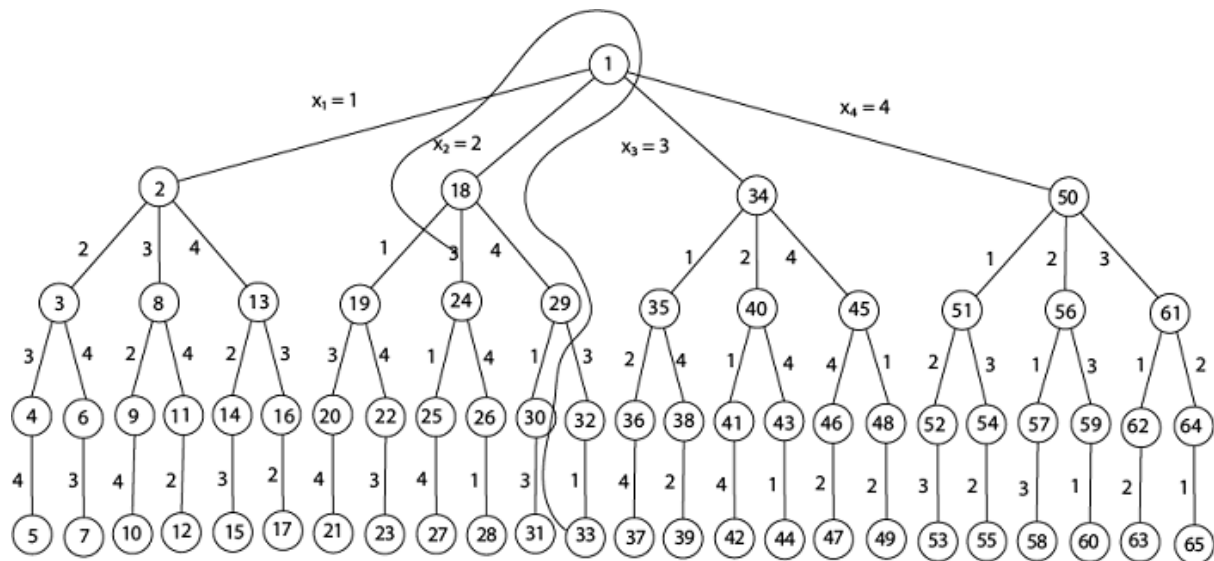 1
x₁ = 1
x₂ = 2
x₃ = 3
x₄ = 4
2 18 34 50
2 3 4 1 3 4 1 2 4 1 2 3
3 8 13 19 24 29 35 40 45 51 56 61
3 4 2 4 2 3 3 4 1 4 1 3 2 4 1 4 4 1 2 3 1 3 1 2
4 6 9 11 14 16 20 22 25 26 30 32 36 38 41 43 46 48 52 54 57 59 62 64
4 3 4 2 3 2 4 3 4 1 3 1 4 2 4 1 2 2 3 2 3 1 2 1
5 7 10 12 15 17 21 23 27 28 31 33 37 39 42 44 47 49 53 55 58 60 63 65